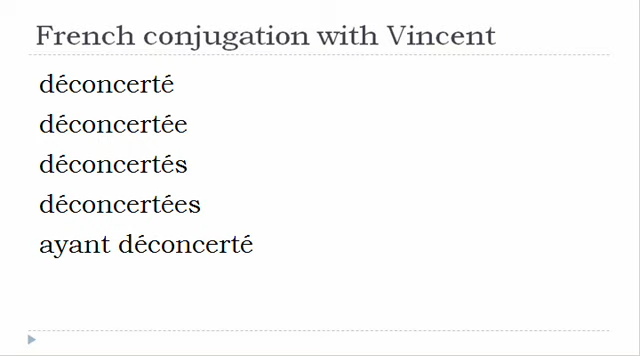 French conjugation with Vincent
déconcerté
déconcertée
déconcertés
déconcertées
ayant déconcerté